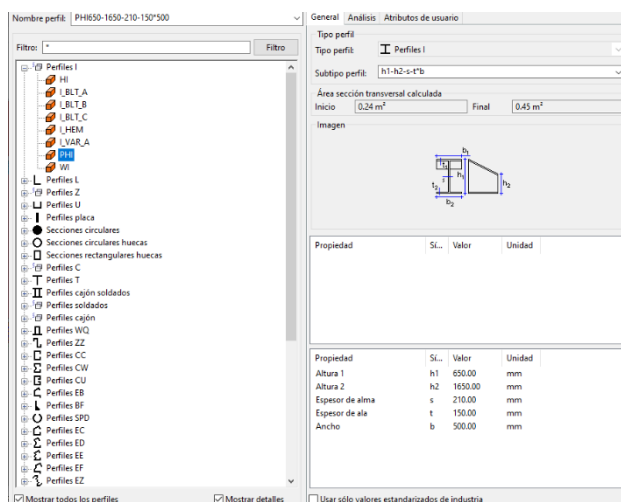 Nombre perfil: PHI650-1650-210-150*500
Filtro: * Filtro
Perfiles I
HI
I_BLT_A
I_BLT_B
I_BLT_C
I_HEM
I_VAR_A
PHI
WI
Perfiles L
Perfiles Z
Perfiles U
Perfiles placa
Secciones circulares
Secciones circulares huecas
Secciones rectangulares huecas
Perfiles C
Perfiles T
Perfiles cajón soldados
Perfiles soldados
Perfiles cajón
Perfiles WQ
Perfiles ZZ
Perfiles CC
Perfiles CW
Perfiles CU
Perfiles EB
Perfiles BF
Perfiles SPD
Perfiles EC
Perfiles ED
Perfiles EE
Perfiles EF
Perfiles EZ
Mostrar todos los perfiles Mostrar detalles
General Análisis Atributos de usuario
Tipo perfil
Tipo perfil: Perfiles I
Subtipo perfil: h1-h2-s-t*b
Área sección transversal calculada
Inicio 0.24 m² Final 0.45 m²
Imagen
b1
t1
s h1
h2
t2
b2
Propiedad Sí... Valor Unidad
Propiedad Sí... Valor Unidad
Altura 1 h1 650.00 mm
Altura 2 h2 1650.00 mm
Espesor de alma s 210.00 mm
Espesor de ala t 150.00 mm
Ancho b 500.00 mm
Usar sólo valores estandarizados de industria